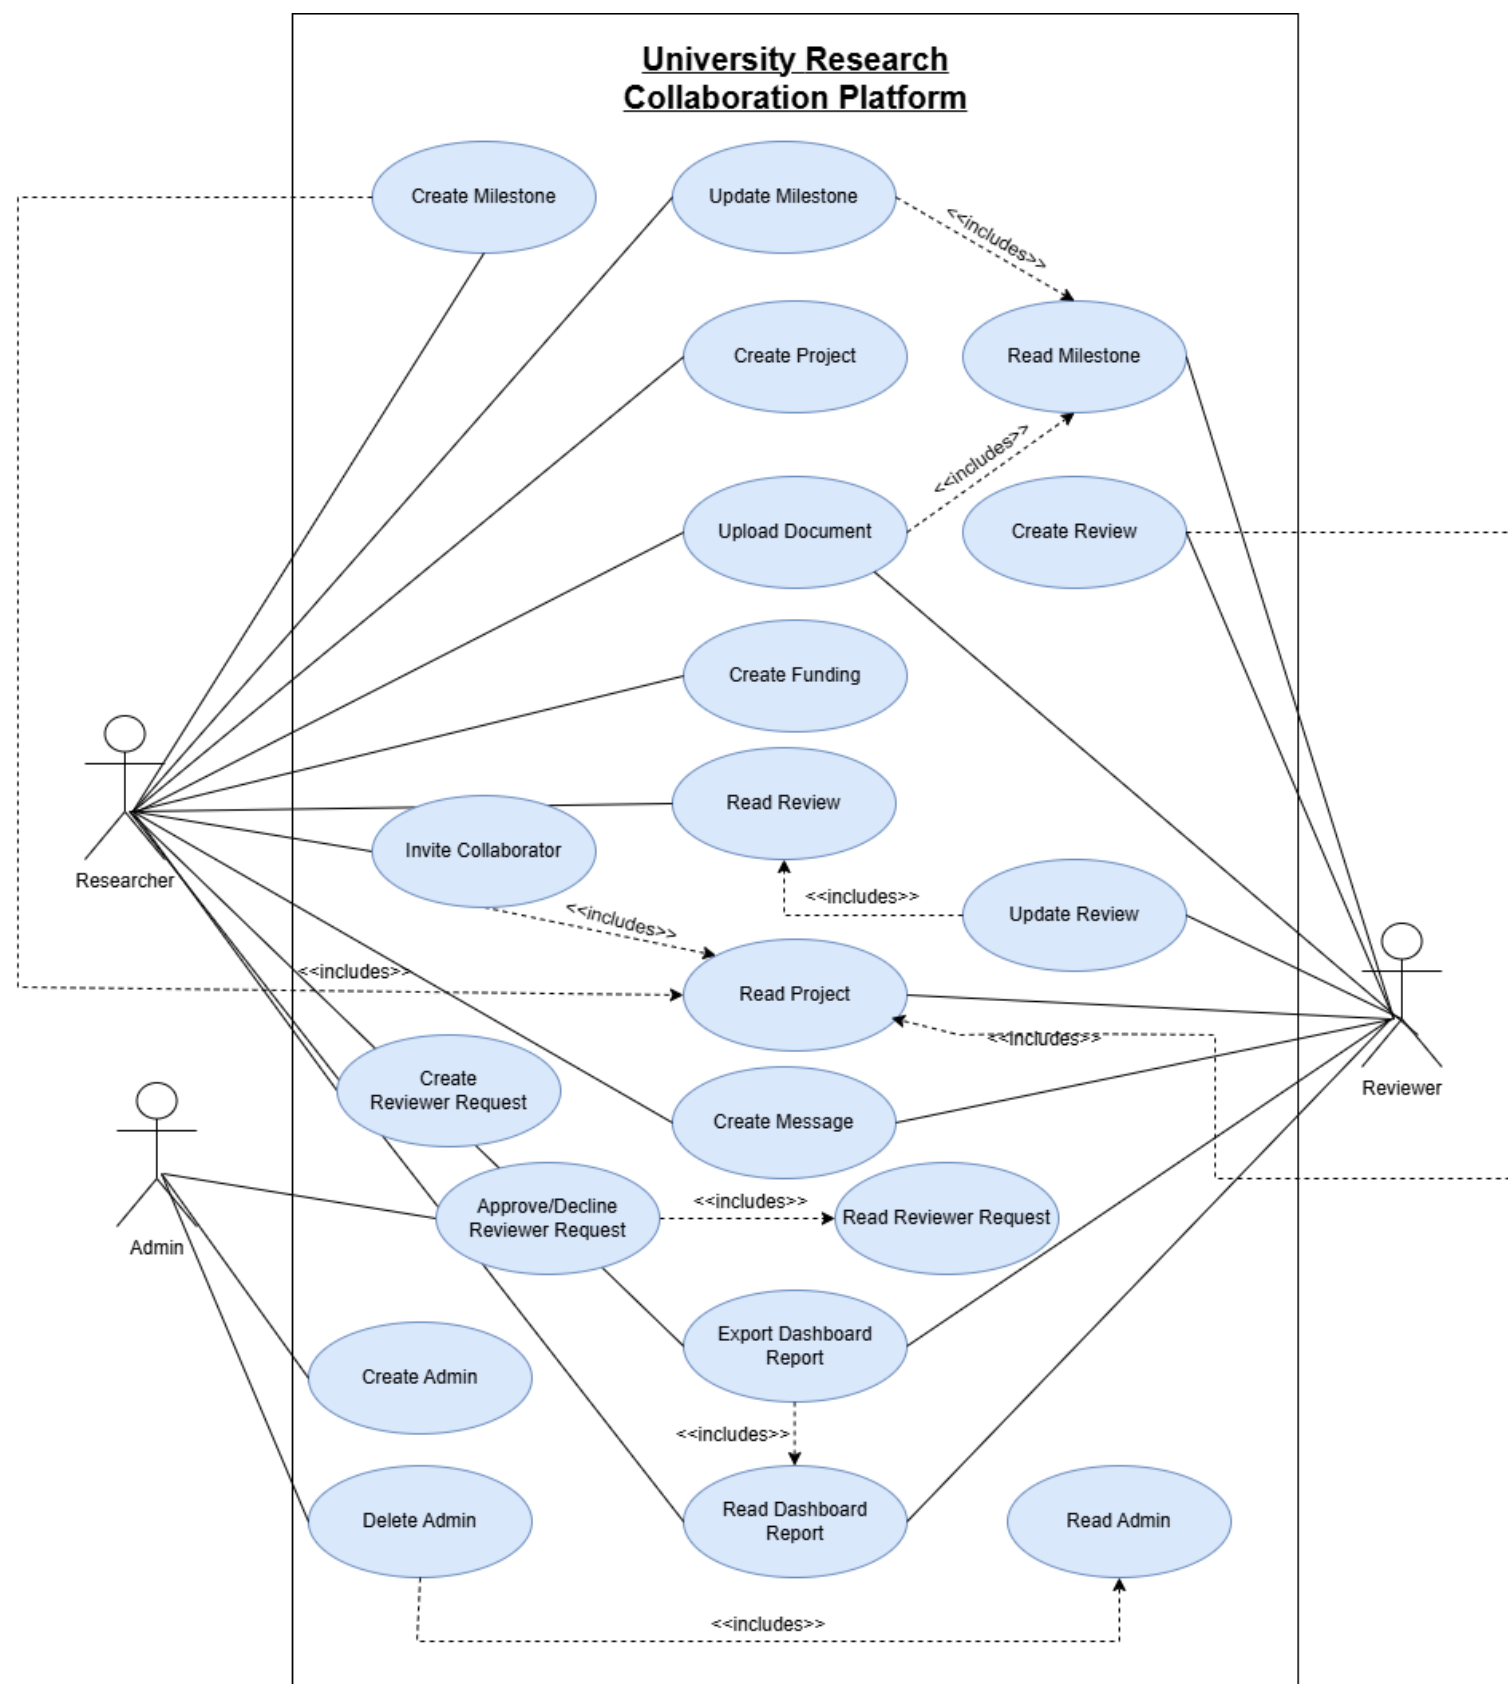 University Research
Collaboration Platform
Create Milestone
Update Milestone
<<includes>>
Create Project
Read Milestone
<<includes>>
Upload Document
Create Review
Create Funding
Read Review
Invite Collaborator
Researcher
<<includes>>
Update Review
<<includes>>
<<includes>>
Read Project
<<includes>>
Create
Reviewer Request
Reviewer
Create Message
Approve/Decline
Reviewer Request
<<includes>>
Read Reviewer Request
Admin
Export Dashboard
Report
Create Admin
<<includes>>
Delete Admin
Read Dashboard
Report
Read Admin
<<includes>>